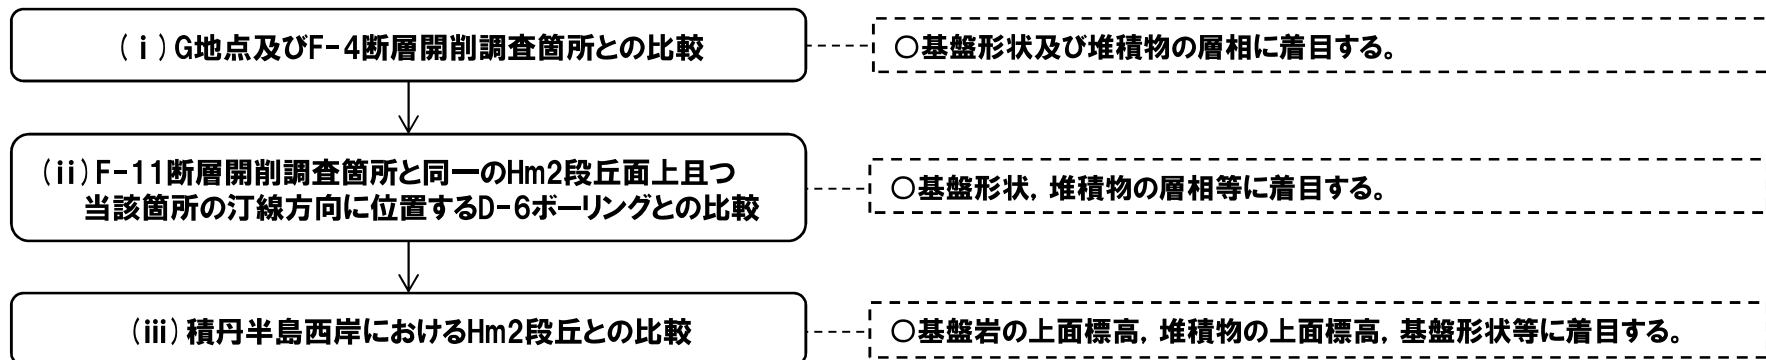 (ⅰ)G地点及びF-4断層開削調査箇所との比較
○基盤形状及び堆積物の層相に着目する。
(ⅱ)F-11断層開削調査箇所と同一のHm2段丘面上且つ
当該箇所の汀線方向に位置するD-6ボーリングとの比較
○基盤形状，堆積物の層相等に着目する。
(ⅲ)積丹半島西岸におけるHm2段丘との比較
○基盤岩の上面標高，堆積物の上面標高，基盤形状等に着目する。